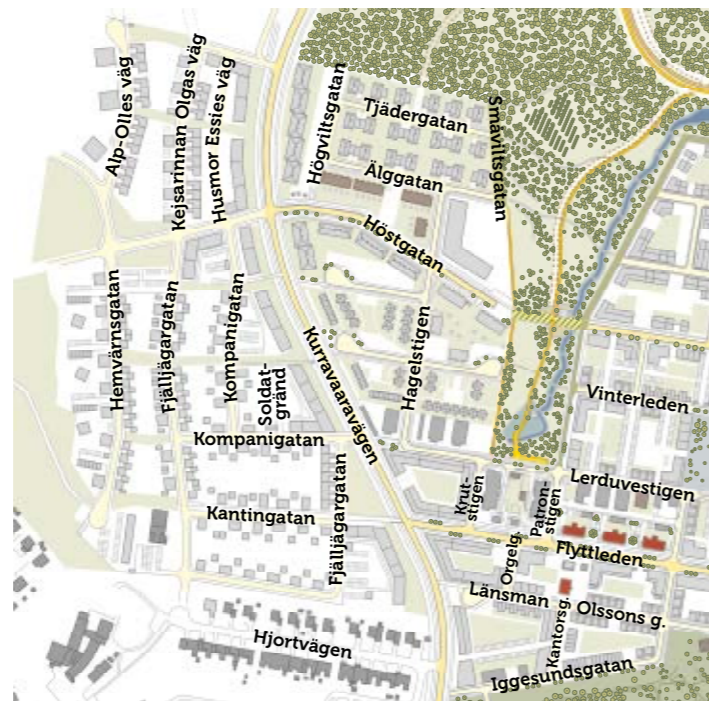 Alp-Olles väg
Kejsarinnan Olgas väg
Husmor Essies väg
Högviltsgatan
Tjädergatan
Småviltsgatan
Älggatan
Höstgatan
Hemvärnsgatan
Fjälljägargatan
Kompanigatan
Soldat-
gränd
Kurravaaravägen
Hagelstigen
Vinterleden
Kompanigatan
Lerduvestigen
Krut-
stigen
Patron-
stigen
Kantingatan
Fjälljägargatan
Orgelg.
Flyttleden
Länsman Olssons g.
Kantorsg.
Hjortvägen
Iggesundsgatan